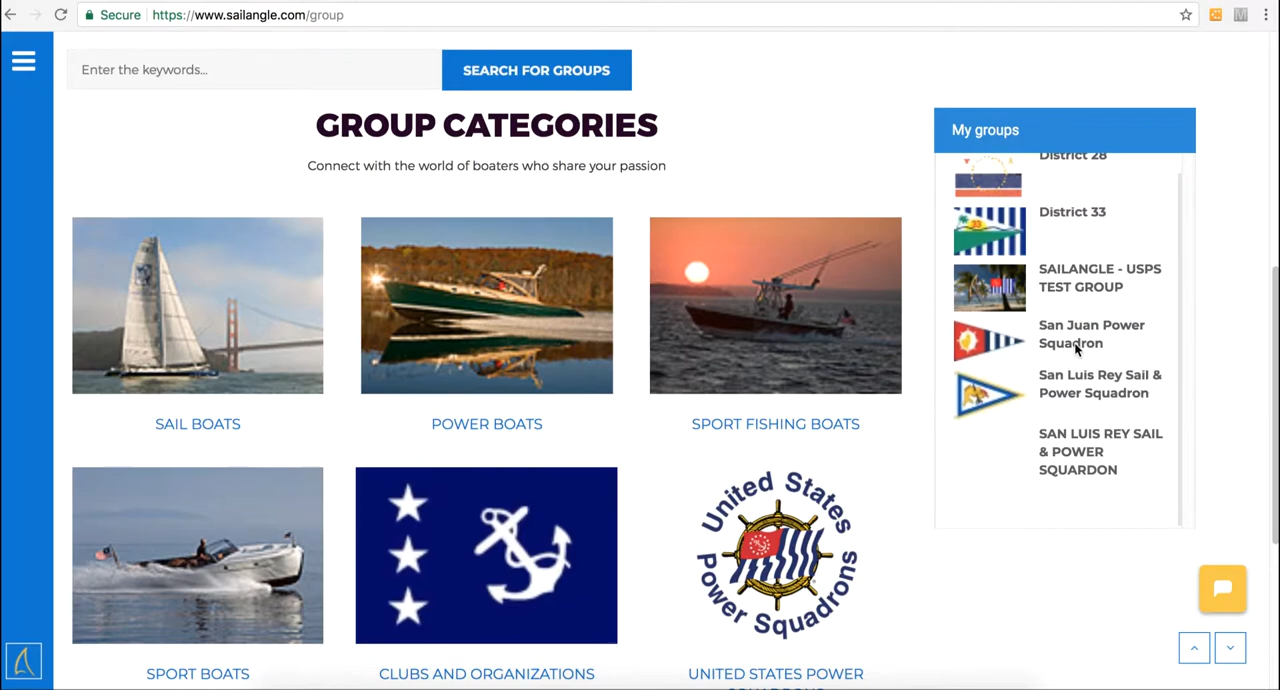 Secure https://www.sailangle.com/group
Enter the keywords...
SEARCH FOR GROUPS
GROUP CATEGORIES
Connect with the world of boaters who share your passion
SAIL BOATS
POWER BOATS
SPORT FISHING BOATS
United States
Power Squadrons
SPORT BOATS
CLUBS AND ORGANIZATIONS
UNITED STATES POWER
SQUADRONS
My groups
District 28
District 33
SAILANGLE - USPS
TEST GROUP
San Juan Power
Squadron
San Luis Rey Sail &
Power Squadron
SAN LUIS REY SAIL
& POWER
SQUARDON